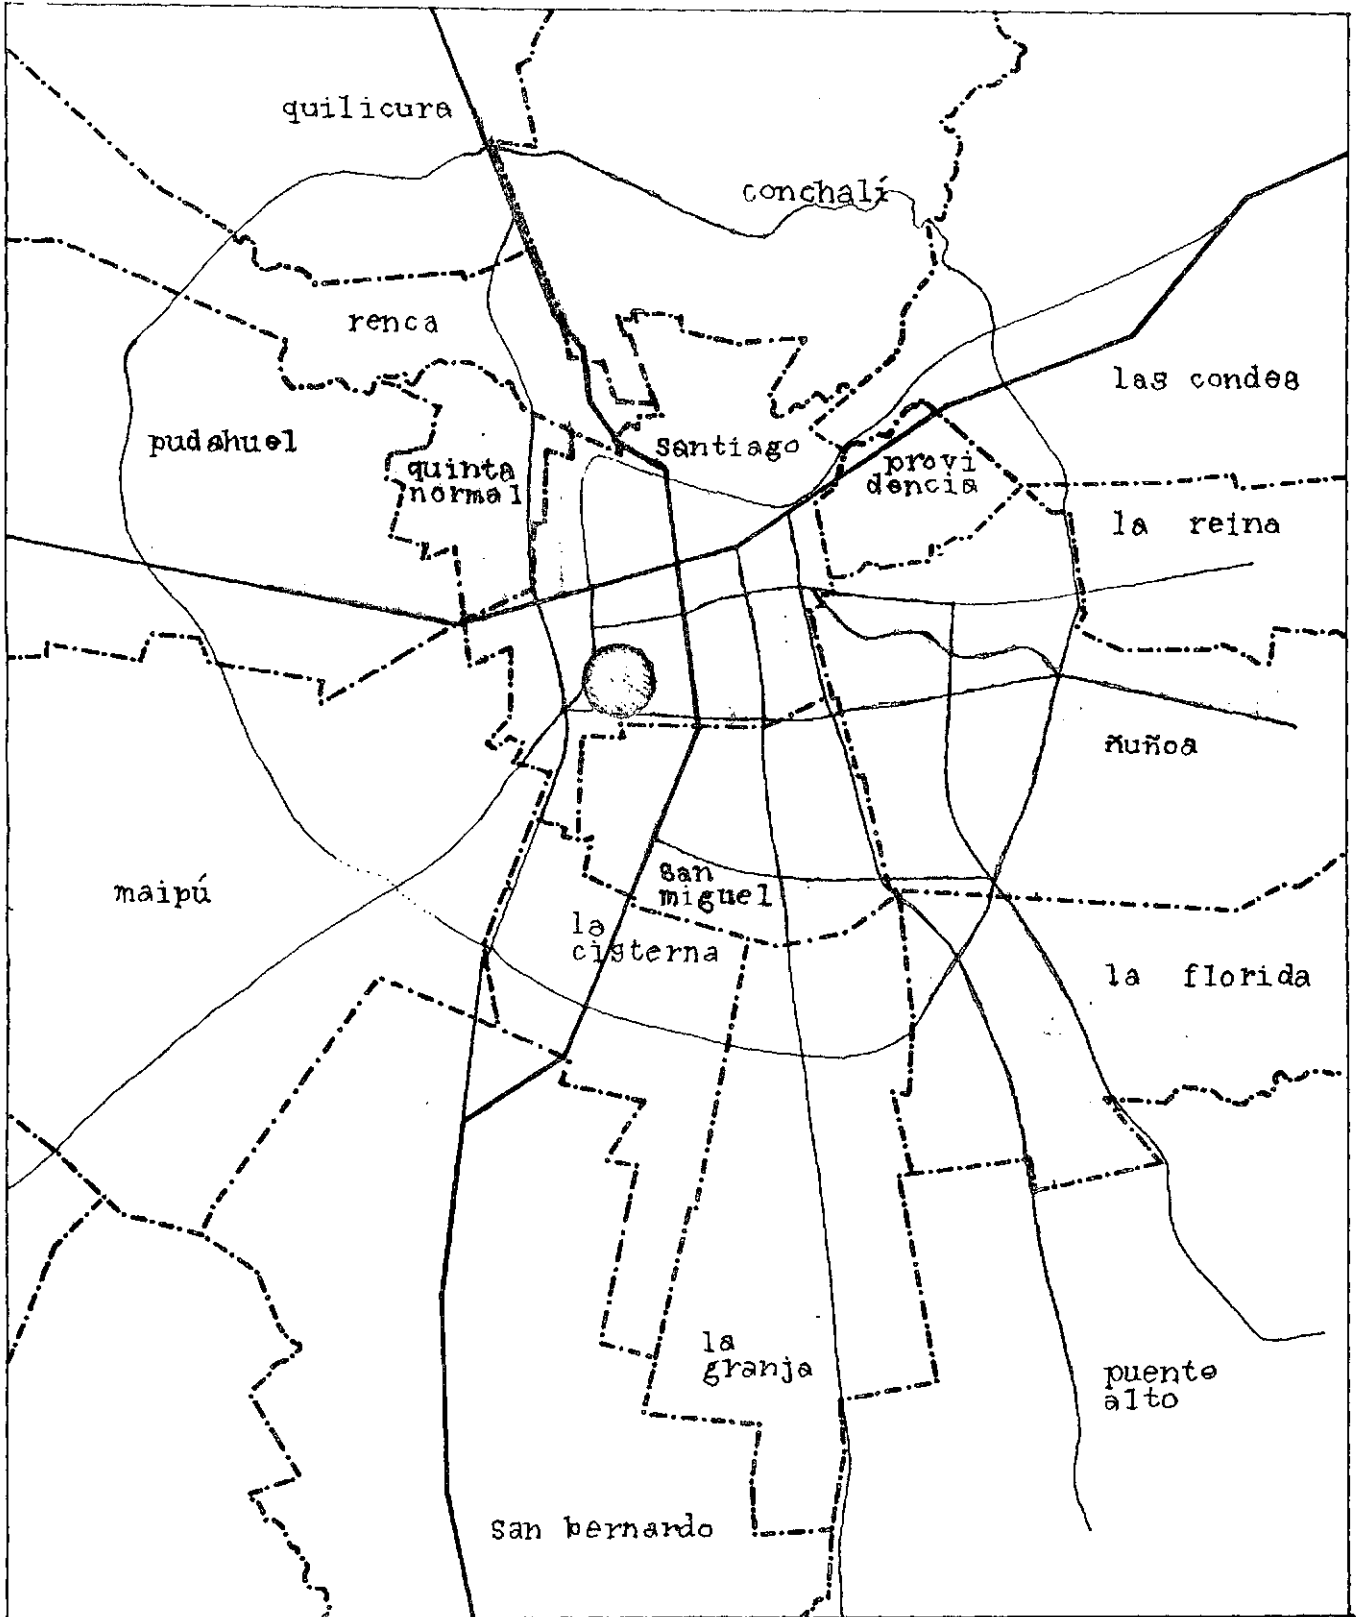 quilicura
conchalí
renca
las condes
pudahuel
santiago
quinta
normal
provi
dencia
la reina
ñuñoa
maipú
san
miguel
la
cisterna
la florida
la
granja
puente
alto
san bernardo